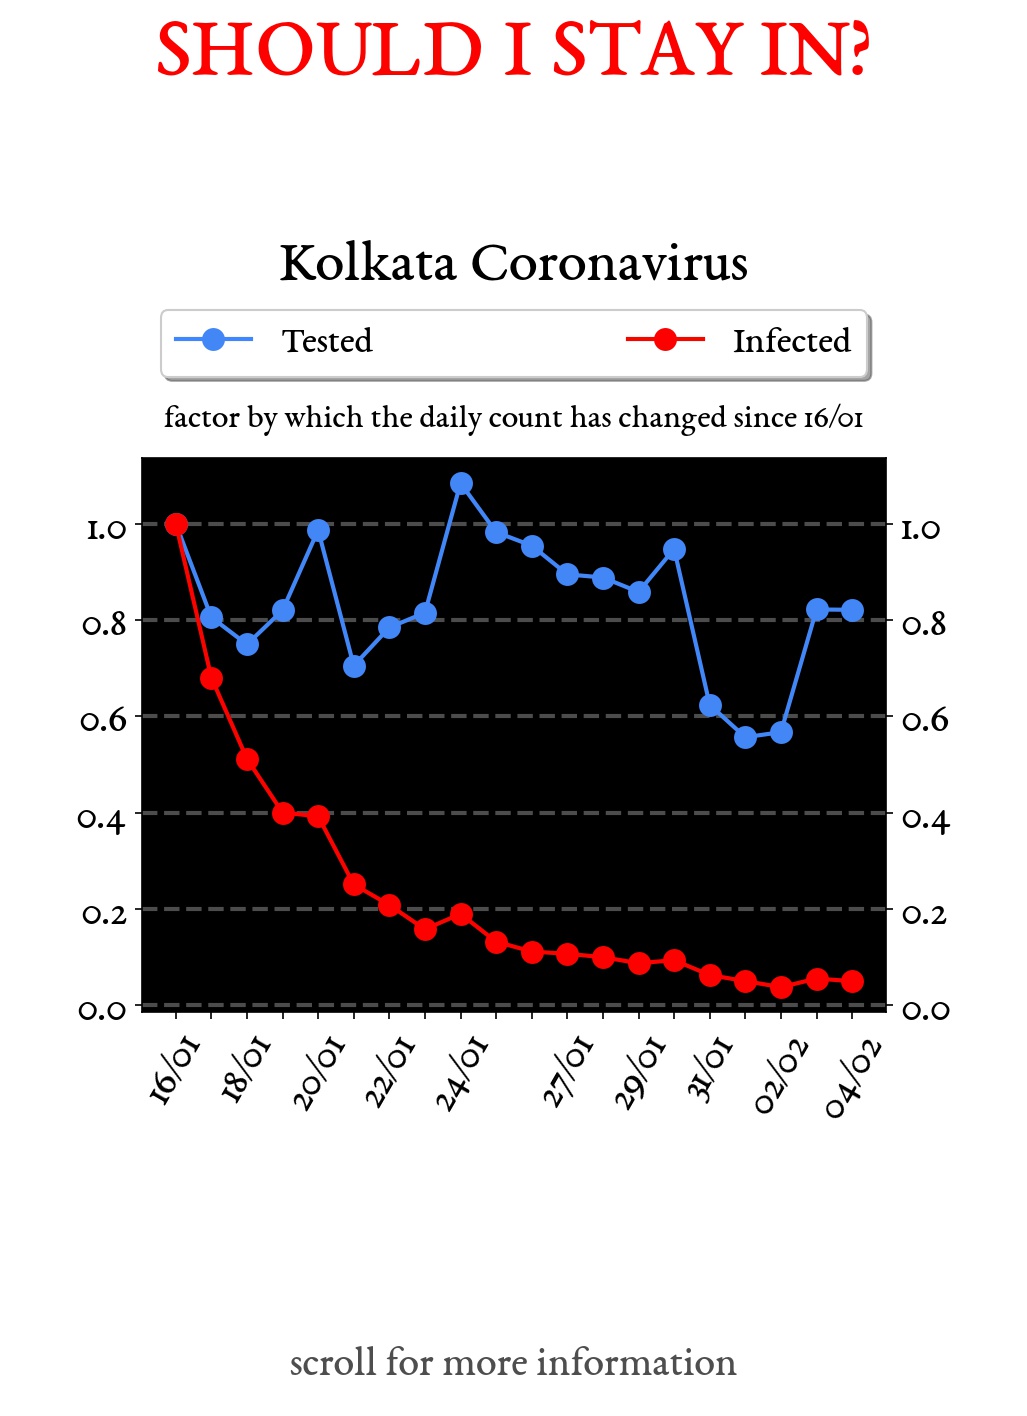 SHOULD I STAY IN?
Kolkata Coronavirus
Tested Infected
factor by which the daily count has changed since 16/01
1.0 1.0
0.8 0.8
0.6 0.6
0.4 0.4
0.2 0.2
0.0 0.0
16/01 18/01 20/01 22/01 24/01 27/01 29/01 31/01 02/02 04/02
scroll for more information